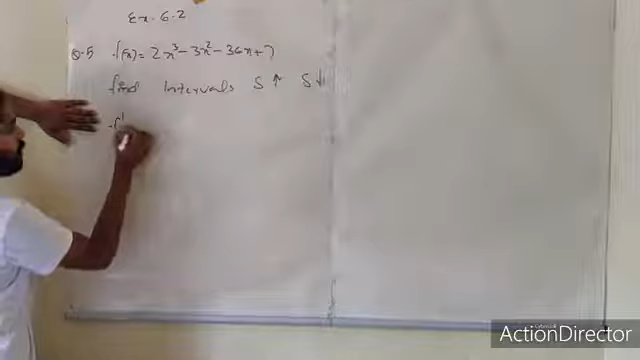 Ex-6.2
Q.5 f(x) = 2x³ - 3x² - 36x + 7
find Intervals S↑ S↓
f'
ActionDirector